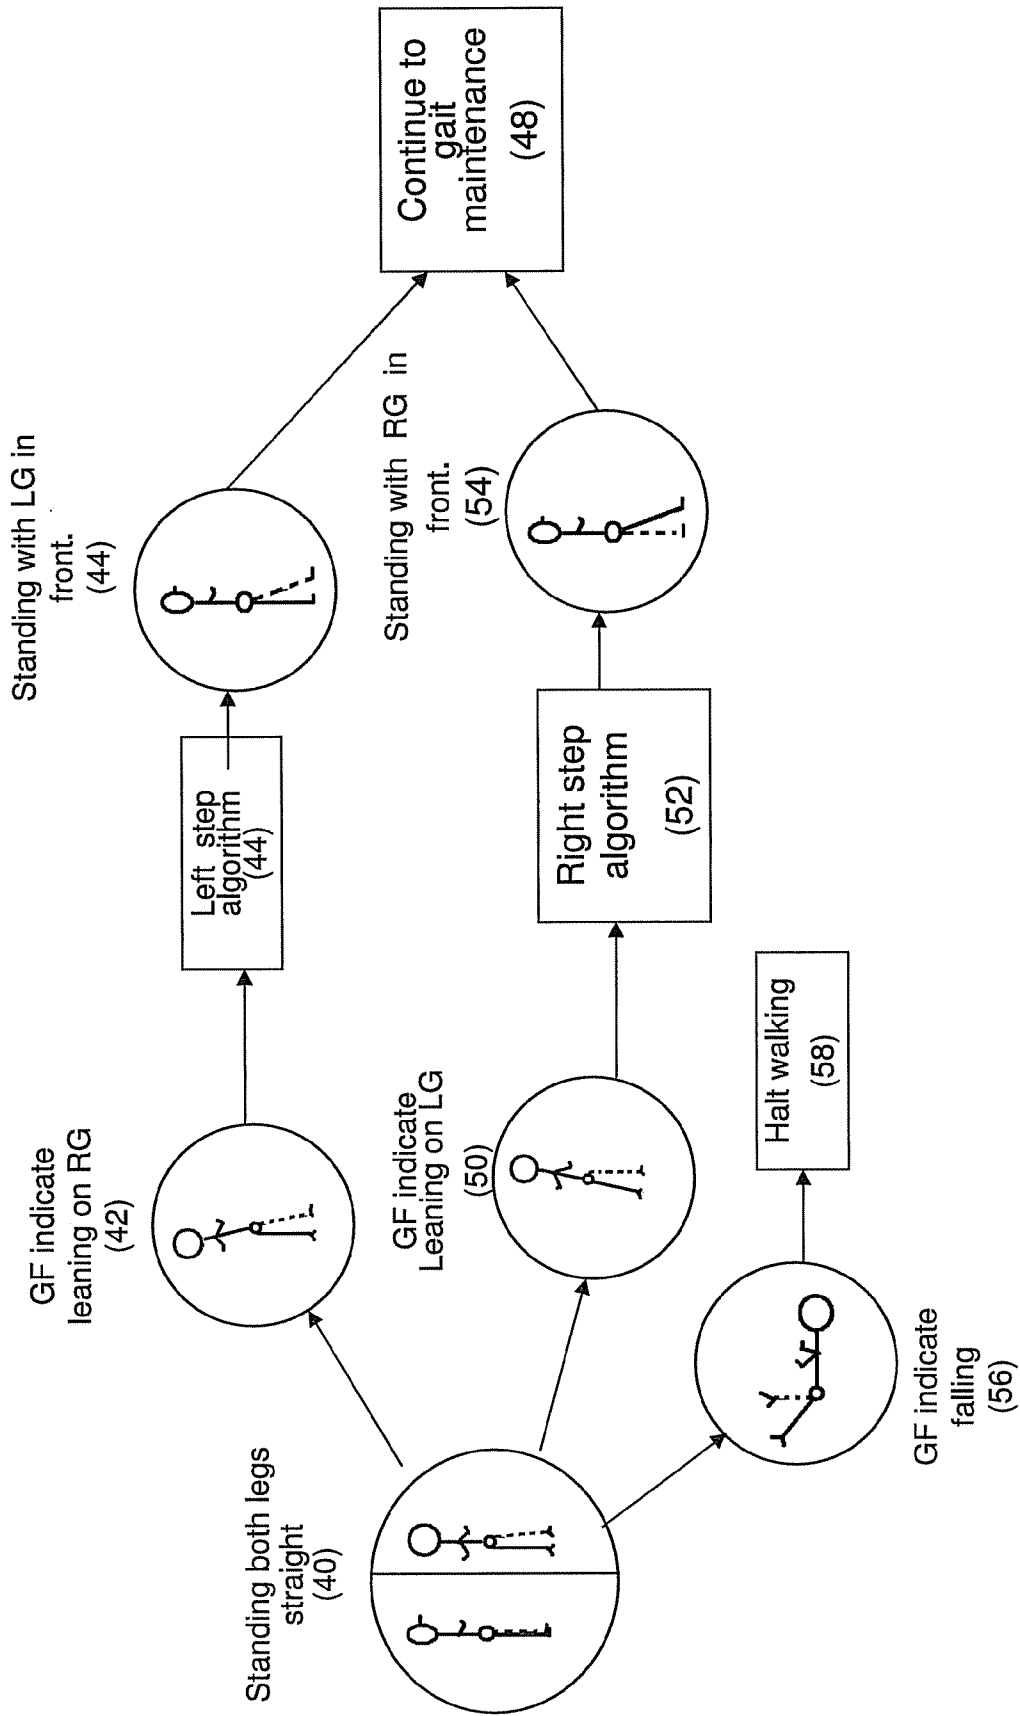 Standing both legs
straight
(40)
GF indicate
leaning on RG
(42)
Left step
algorithm
(44)
Standing with LG in
front.
(44)
Continue to
gait
maintenance
(48)
GF indicate
Leaning on LG
(50)
Right step
algorithm
(52)
Standing with RG in
front.
(54)
GF indicate
falling
(56)
Halt walking
(58)